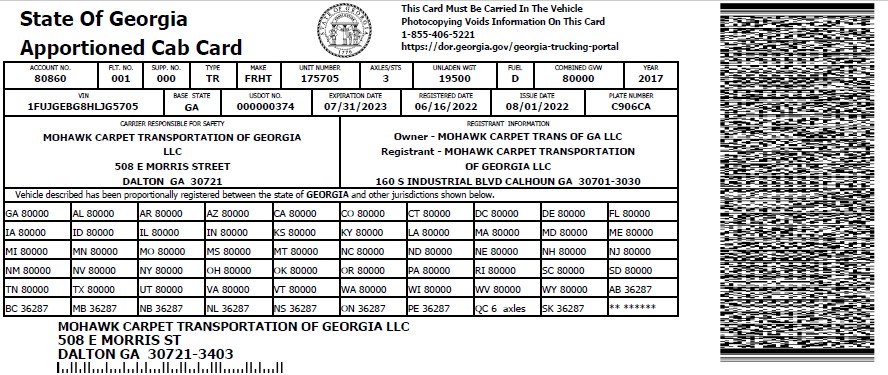 State Of Georgia
Apportioned Cab Card
This Card Must Be Carried In The Vehicle
Photocopying Voids Information On This Card
1-855-406-5221
https://dor.georgia.gov/georgia-trucking-portal
ACCOUNT NO. FLT. NO. SUPP. NO. TYPE MAKE UNIT NUMBER AXLES/STS UNLADEN WGT FUEL COMBINED GVW YEAR
80860 001 000 TR FRHT 175705 3 19500 D 80000 2017
VIN BASE STATE USDOT NO. EXPIRATION DATE REGISTERED DATE ISSUE DATE PLATE NUMBER
1FUJGEBG8HLJG5705 GA 000000374 07/31/2023 06/16/2022 08/01/2022 C906CA
CARRIER RESPONSIBLE FOR SAFETY
MOHAWK CARPET TRANSPORTATION OF GEORGIA
LLC
508 E MORRIS STREET
DALTON GA 30721
REGISTRANT INFORMATION
Owner - MOHAWK CARPET TRANS OF GA LLC
Registrant - MOHAWK CARPET TRANSPORTATION
OF GEORGIA LLC
160 S INDUSTRIAL BLVD CALHOUN GA 30701-3030
Vehicle described has been proportionally registered between the state of GEORGIA and other jurisdictions shown below.
GA 80000 AL 80000 AR 80000 AZ 80000 CA 80000 CO 80000 CT 80000 DC 80000 DE 80000 FL 80000
IA 80000 ID 80000 IL 80000 IN 80000 KS 80000 KY 80000 LA 80000 MA 80000 MD 80000 ME 80000
MI 80000 MN 80000 MO 80000 MS 80000 MT 80000 NC 80000 ND 80000 NE 80000 NH 80000 NJ 80000
NM 80000 NV 80000 NY 80000 OH 80000 OK 80000 OR 80000 PA 80000 RI 80000 SC 80000 SD 80000
TN 80000 TX 80000 UT 80000 VA 80000 VT 80000 WA 80000 WI 80000 WV 80000 WY 80000 AB 36287
BC 36287 MB 36287 NB 36287 NL 36287 NS 36287 ON 36287 PE 36287 QC 6 axles SK 36287 ** ******
MOHAWK CARPET TRANSPORTATION OF GEORGIA LLC
508 E MORRIS ST
DALTON GA 30721-3403